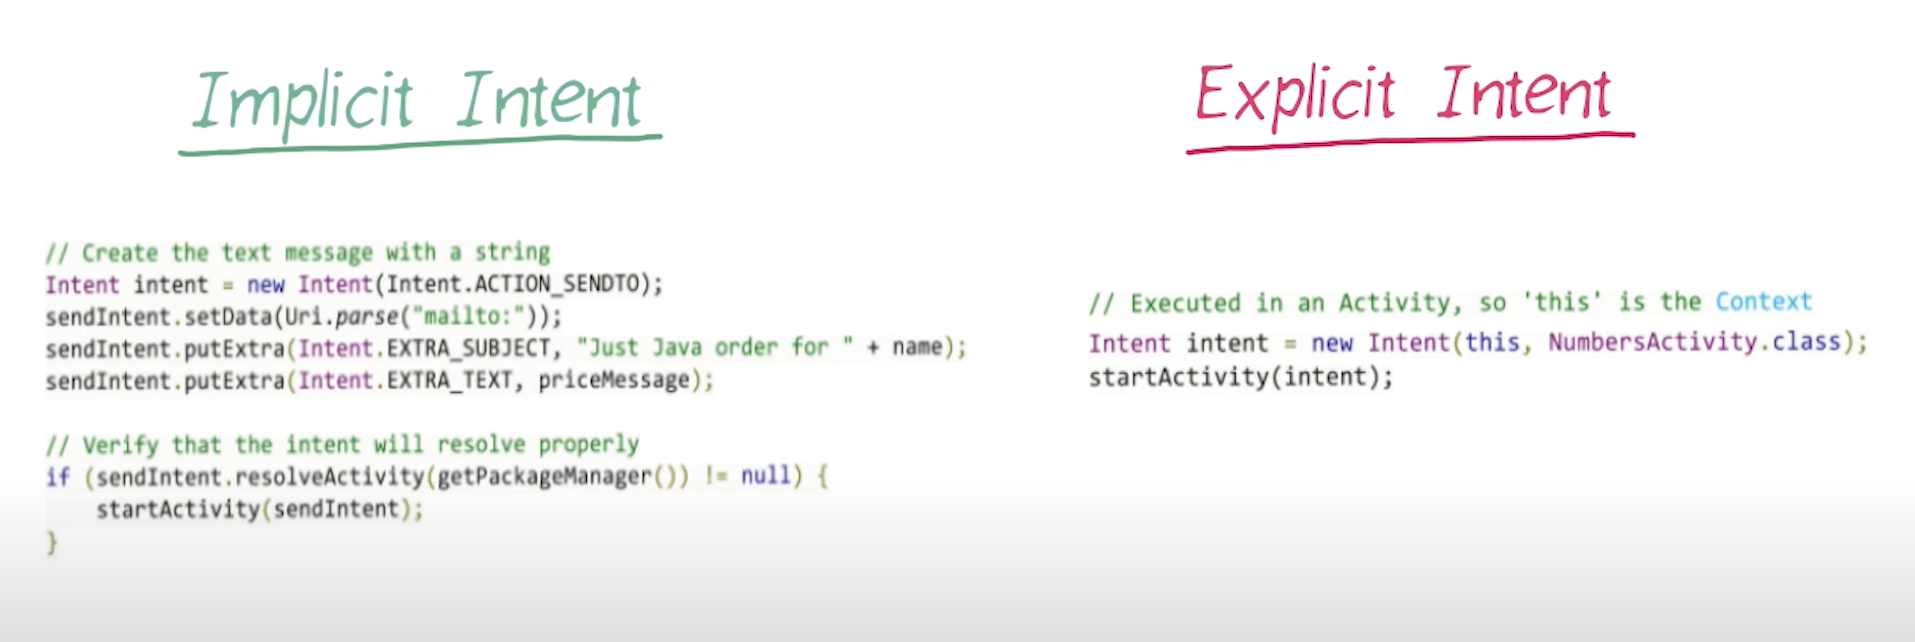 Implicit Intent
// Create the text message with a string
Intent intent = new Intent(Intent.ACTION_SENDTO);
sendIntent.setData(Uri.parse("mailto:"));
sendIntent.putExtra(Intent.EXTRA_SUBJECT, "Just Java order for " + name);
sendIntent.putExtra(Intent.EXTRA_TEXT, priceMessage);
// Verify that the intent will resolve properly
if (sendIntent.resolveActivity(getPackageManager()) != null) {
    startActivity(sendIntent);
}
Explicit Intent
// Executed in an Activity, so 'this' is the Context
Intent intent = new Intent(this, NumbersActivity.class);
startActivity(intent);